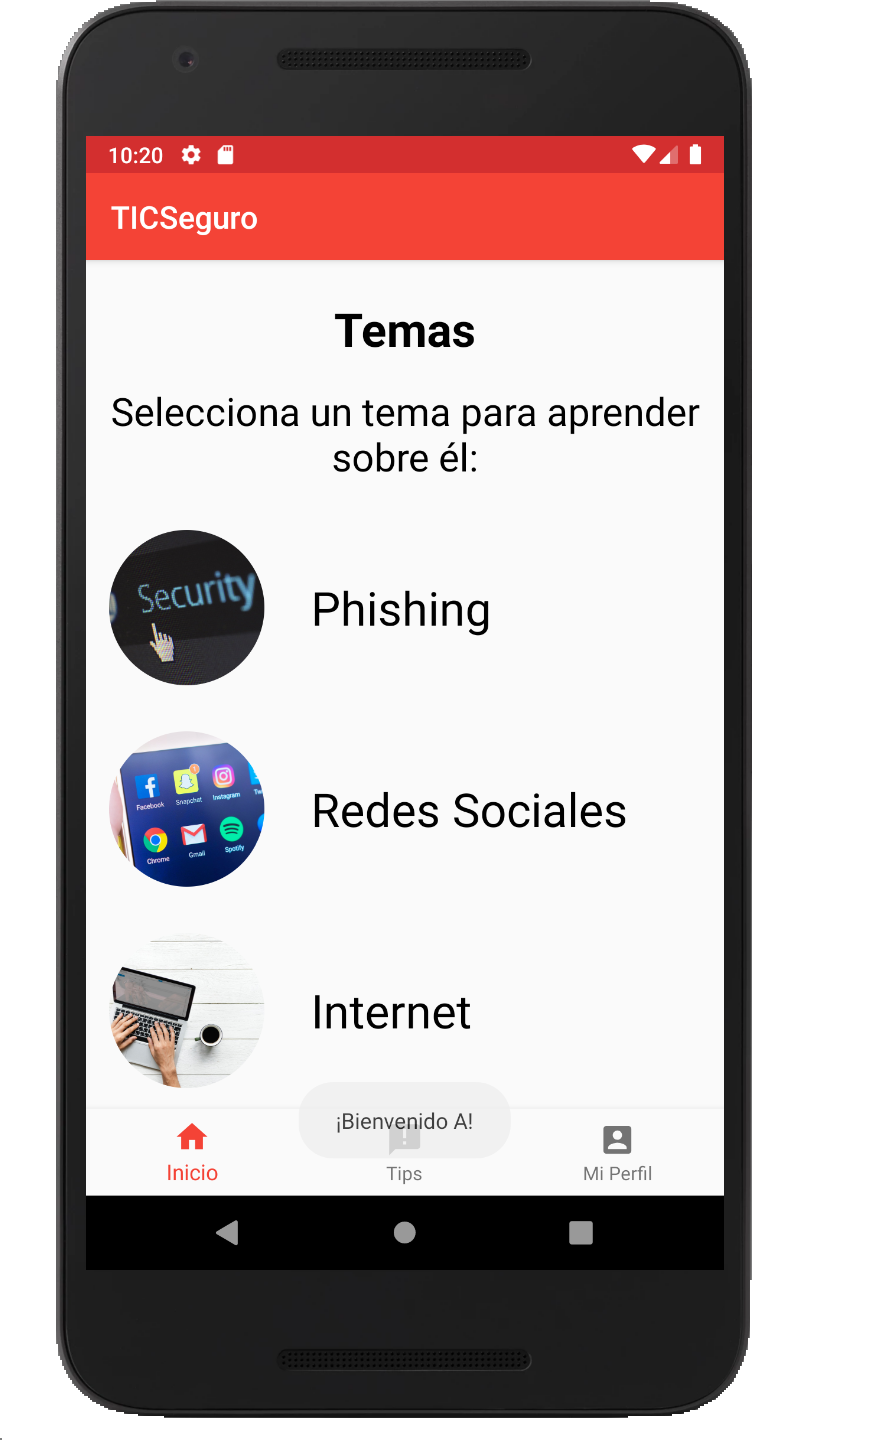 10:20
TICSeguro
Temas
Selecciona un tema para aprender
sobre él:
Security
Phishing
Facebook
Snapchat
Instagram
Chrome
Gmail
Spotify
Redes Sociales
Internet
¡Bienvenido A!
Inicio
Tips
Mi Perfil